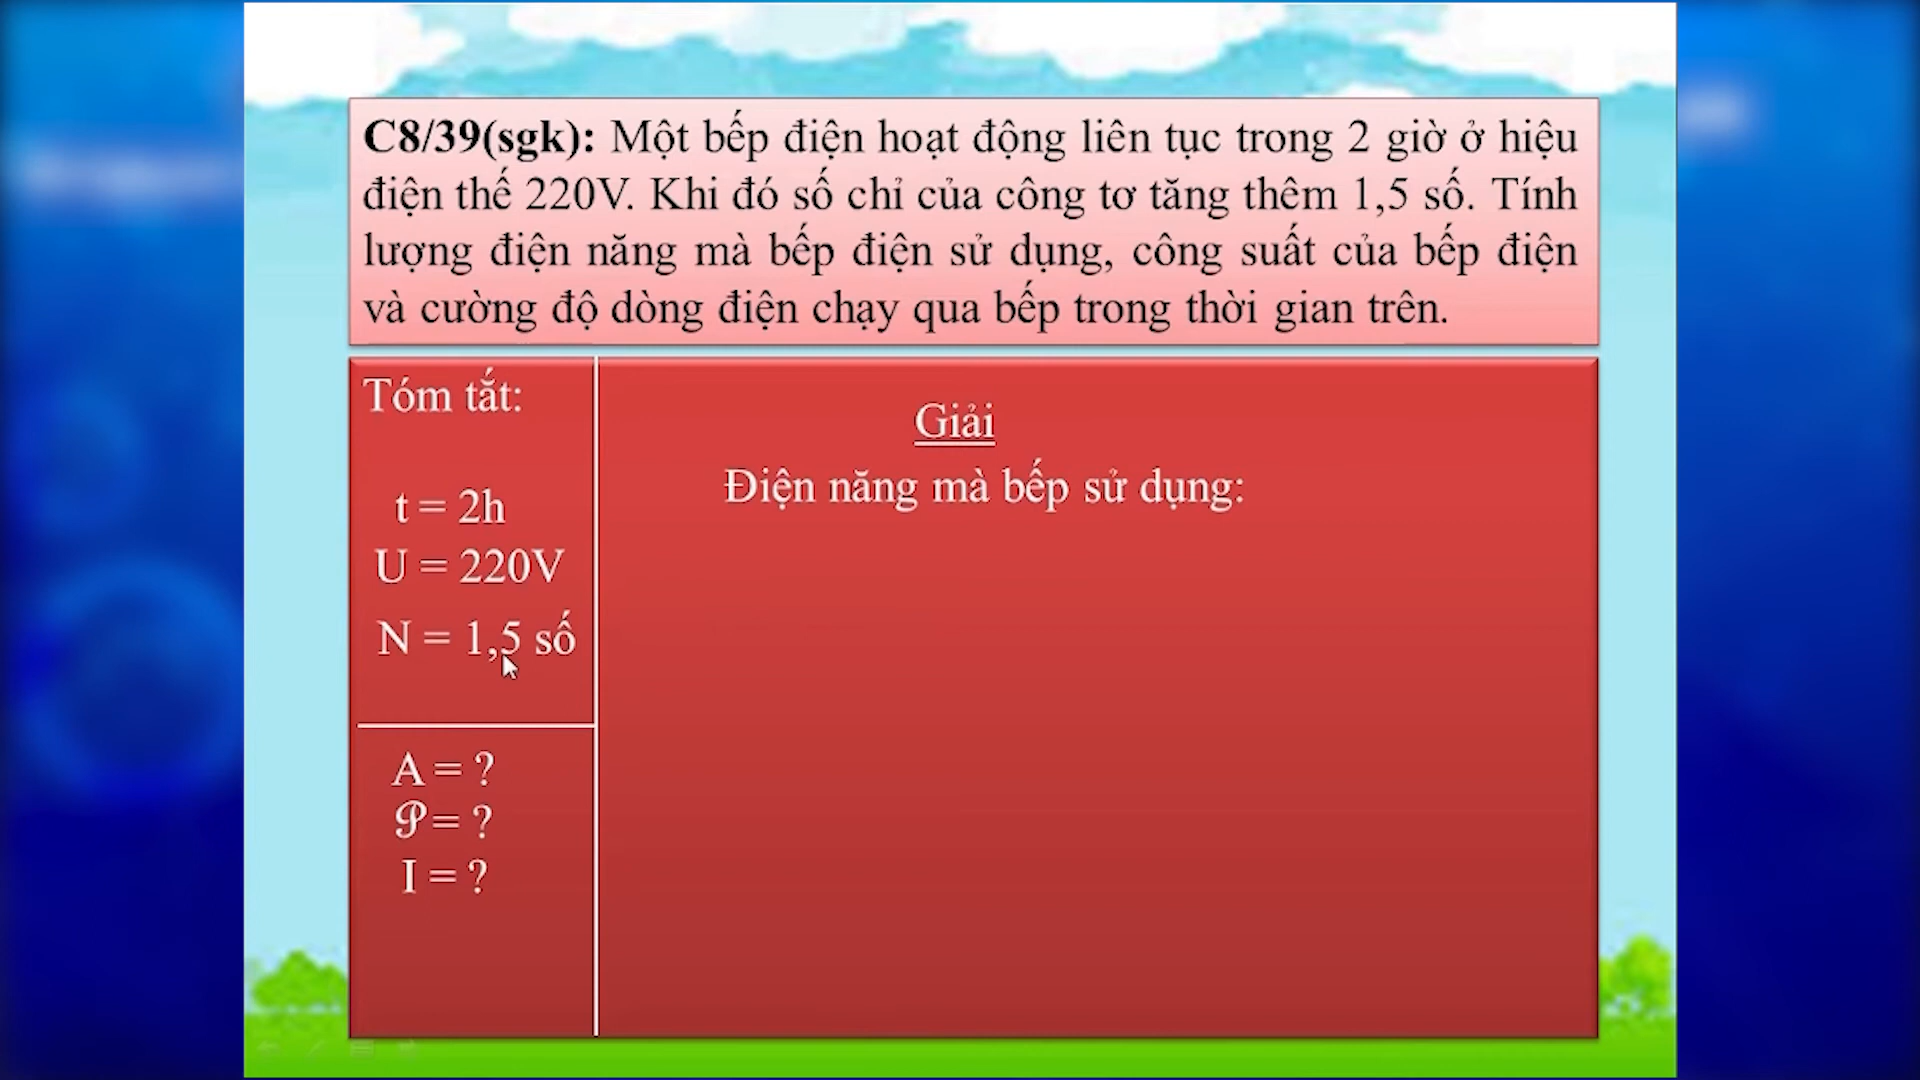 C8/39(sgk): Một bếp điện hoạt động liên tục trong 2 giờ ở hiệu
điện thế 220V. Khi đó số chỉ của công tơ tăng thêm 1,5 số. Tính
lượng điện năng mà bếp điện sử dụng, công suất của bếp điện
và cường độ dòng điện chạy qua bếp trong thời gian trên.
Tóm tắt:
t = 2h
U = 220V
N = 1,5 số
A = ?
𝒫 = ?
I = ?
Giải
Điện năng mà bếp sử dụng: